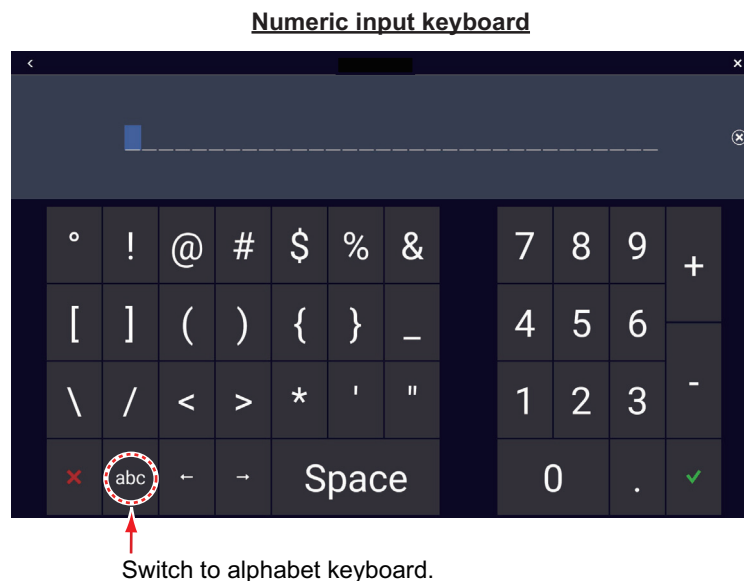 Numeric input keyboard
° ! @ # $ % & 7 8 9 +
[ ] ( ) { } _ 4 5 6
\ / < > * ' " 1 2 3 -
abc ← → Space 0 .
Switch to alphabet keyboard.